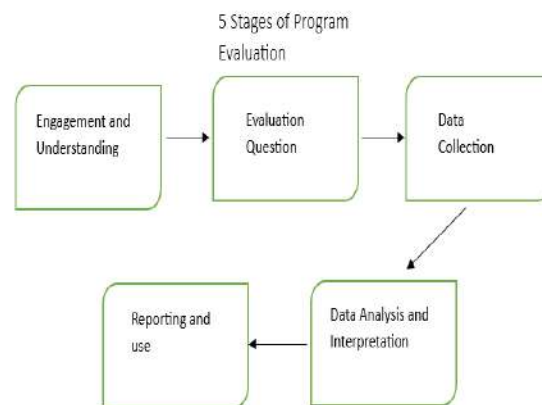 5 Stages of Program
Evaluation
Engagement and
Understanding
Evaluation
Question
Data
Collection
Data Analysis and
Interpretation
Reporting and
use